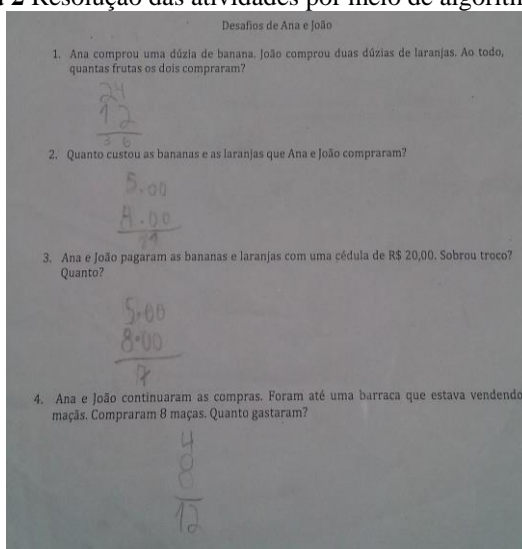 2 Resolução das atividades por meio de algorit
Desafios de Ana e João
1. Ana comprou uma dúzia de banana. João comprou duas dúzias de laranjas. Ao todo,
quantas frutas os dois compraram?
24
12
36
2. Quanto custou as bananas e as laranjas que Ana e João compraram?
5.00
8.00
3. Ana e João pagaram as bananas e laranjas com uma cédula de R$ 20,00. Sobrou troco?
Quanto?
5.00
8.00
7
4. Ana e João continuaram as compras. Foram até uma barraca que estava vendendo
maçãs. Compraram 8 maças. Quanto gastaram?
4
8
12